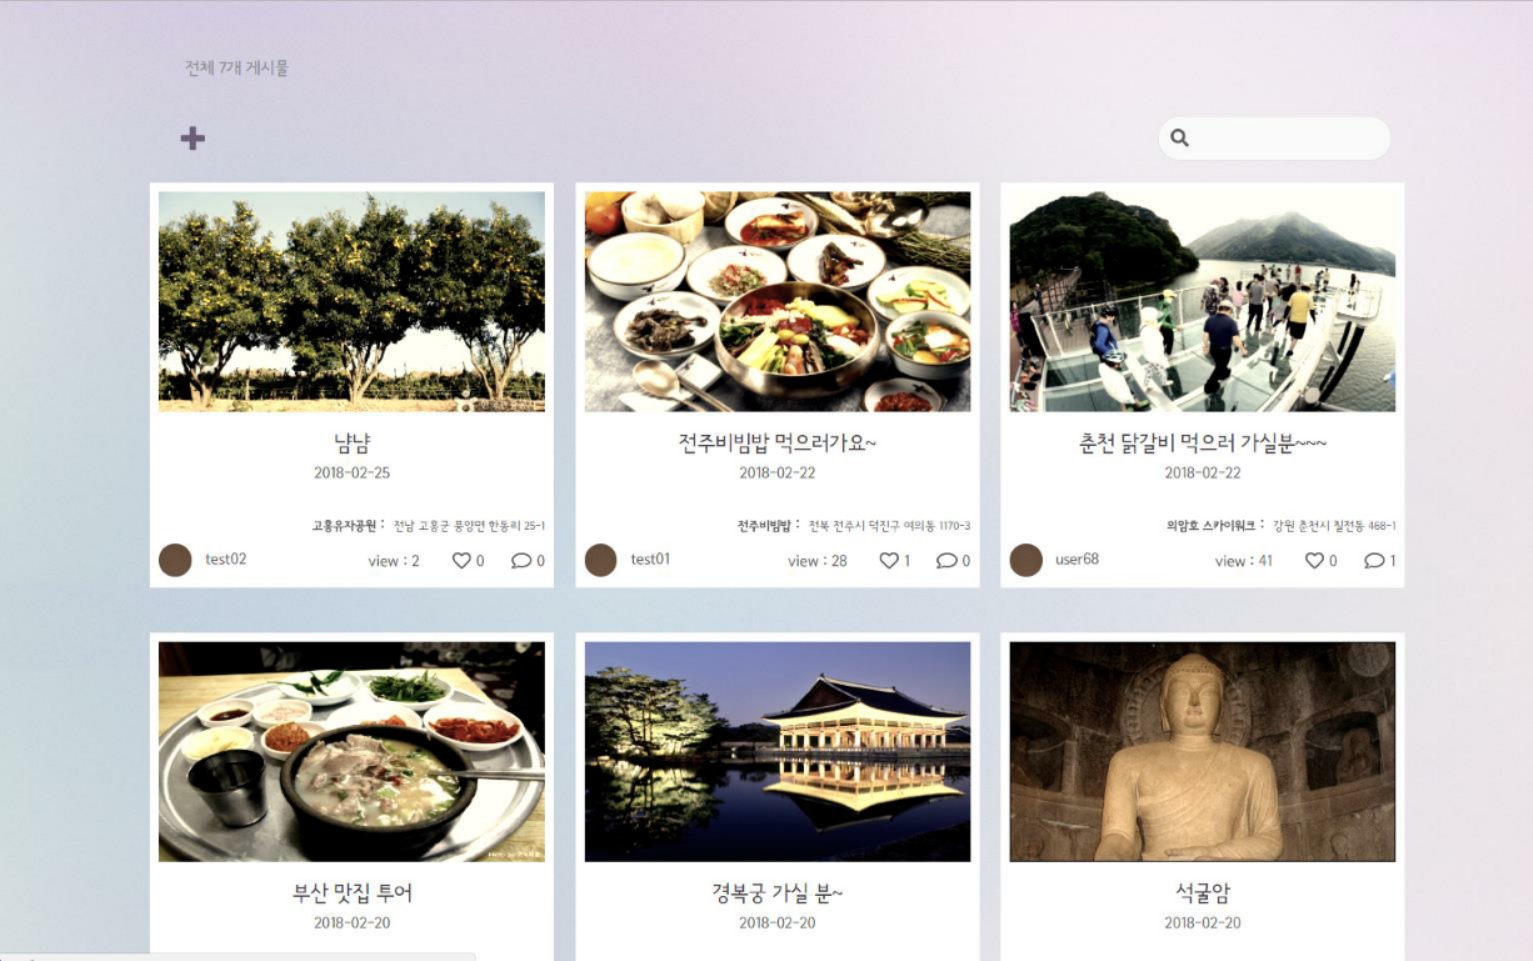 전체 7개 게시물
냠냠
2018-02-25
고흥유자공원 : 전남 고흥군 풍양면 한동리 25-1
test02
view : 2
0
0
전주비빔밥 먹으러가요~
2018-02-22
전주비빔밥 : 전북 전주시 덕진구 여의동 1170-3
test01
view : 28
1
0
춘천 닭갈비 먹으러 가실분~~~
2018-02-22
의암호 스카이워크 : 강원 춘천시 칠전동 468-1
user68
view : 41
0
1
부산 맛집 투어
2018-02-20
경복궁 가실 분~
2018-02-20
석굴암
2018-02-20